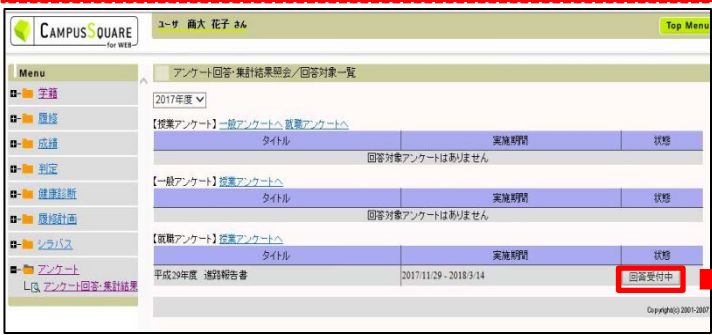 CAMPUSSQUARE
for WEB
ユーザ 商大 花子 さん
Top Menu
Menu
学籍
履修
成績
判定
健康診断
履修計画
シラバス
アンケート
アンケート回答・集計結果
アンケート回答・集計結果照会/回答対象一覧
2017年度
【授業アンケート】一般アンケートへ 就職アンケートへ
タイトル 実施期間 状態
回答対象アンケートはありません
【一般アンケート】授業アンケートへ
タイトル 実施期間 状態
回答対象アンケートはありません
【就職アンケート】授業アンケートへ
タイトル 実施期間 状態
平成29年度 進路報告書 2017/11/29 - 2018/3/14 回答受付中
Copyright(c) 2001-2007